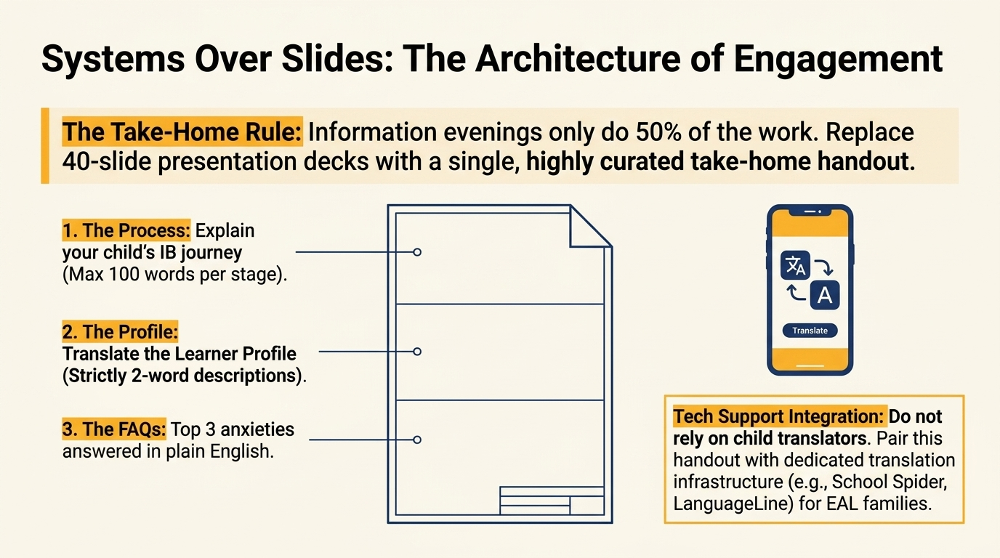 Systems Over Slides: The Architecture of Engagement
The Take-Home Rule: Information evenings only do 50% of the work. Replace
40-slide presentation decks with a single, highly curated take-home handout.
1. The Process: Explain
your child's IB journey
(Max 100 words per stage).
2. The Profile:
Translate the Learner Profile
(Strictly 2-word descriptions).
3. The FAQs: Top 3 anxieties
answered in plain English.
文A
A
Translate
Tech Support Integration: Do not
rely on child translators. Pair this
handout with dedicated translation
infrastructure (e.g., School Spider,
LanguageLine) for EAL families.